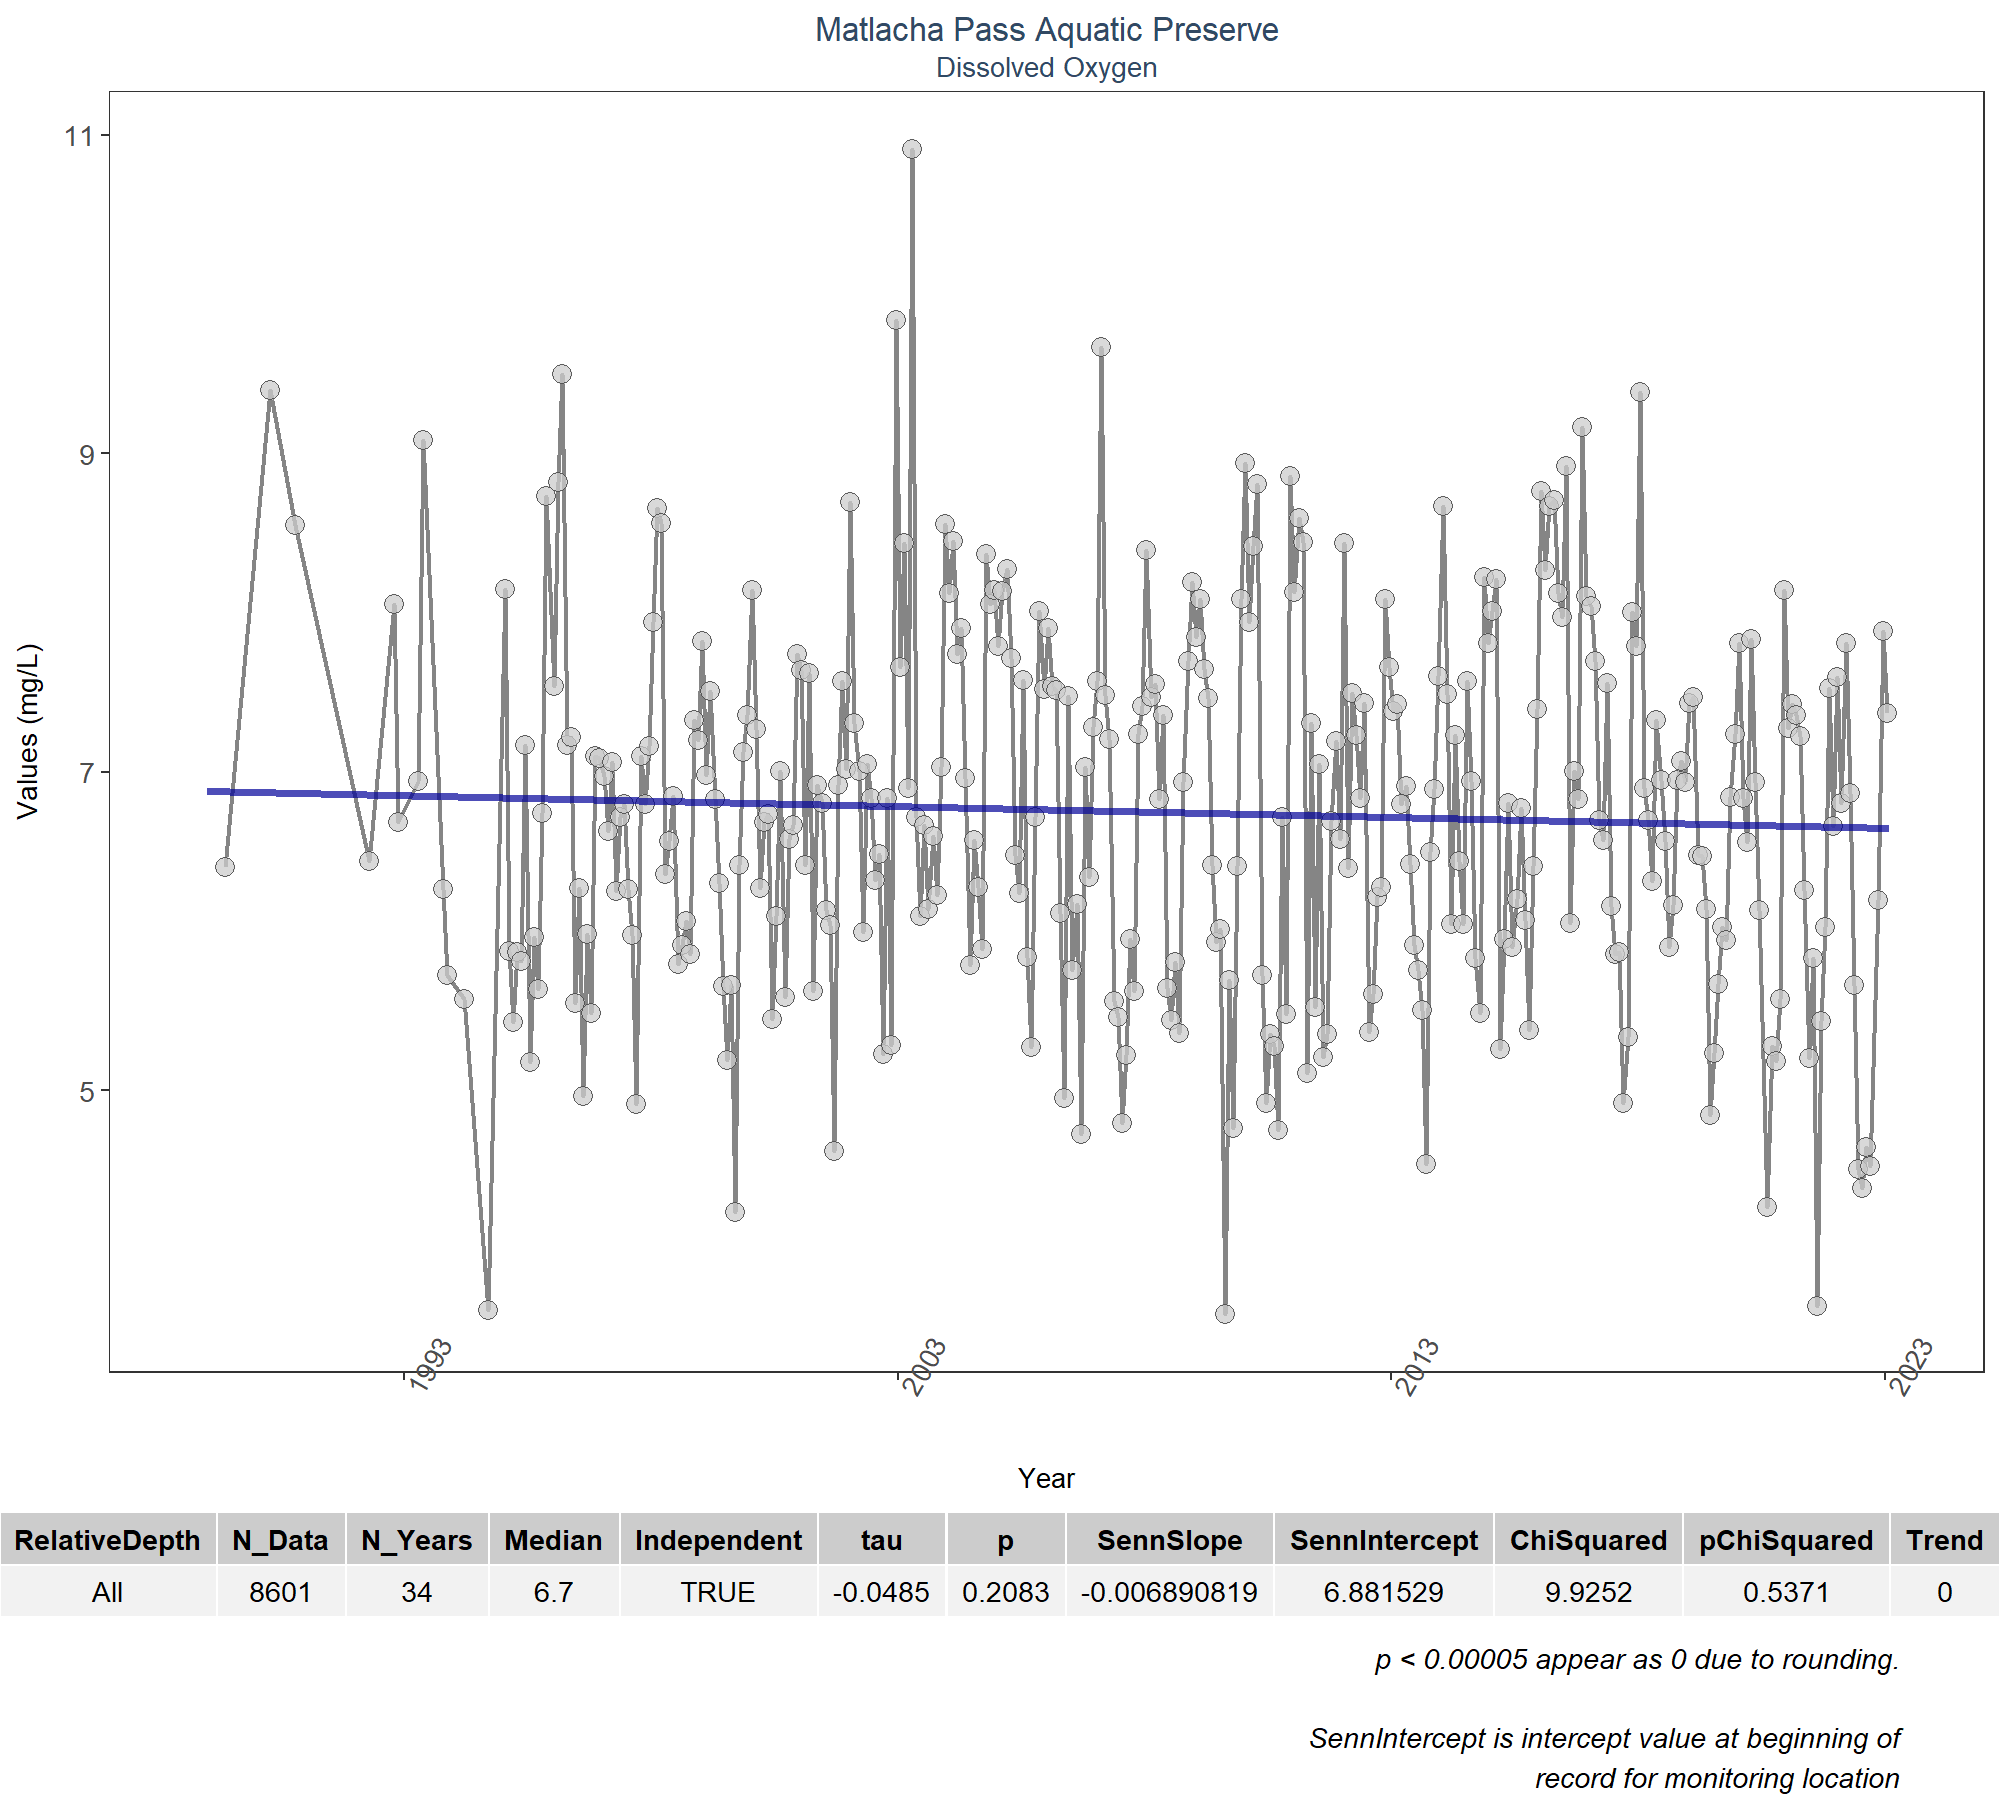 Matlacha Pass Aquatic Preserve
Dissolved Oxygen
11
9
7
5
Values (mg/L)
1993 2003 2013 2023
Year
RelativeDepth N_Data N_Years Median Independent tau p SennSlope SennIntercept ChiSquared pChiSquared Trend
All 8601 34 6.7 TRUE -0.0485 0.2083 -0.006890819 6.881529 9.9252 0.5371 0
p < 0.00005 appear as 0 due to rounding.
SennIntercept is intercept value at beginning of
record for monitoring location